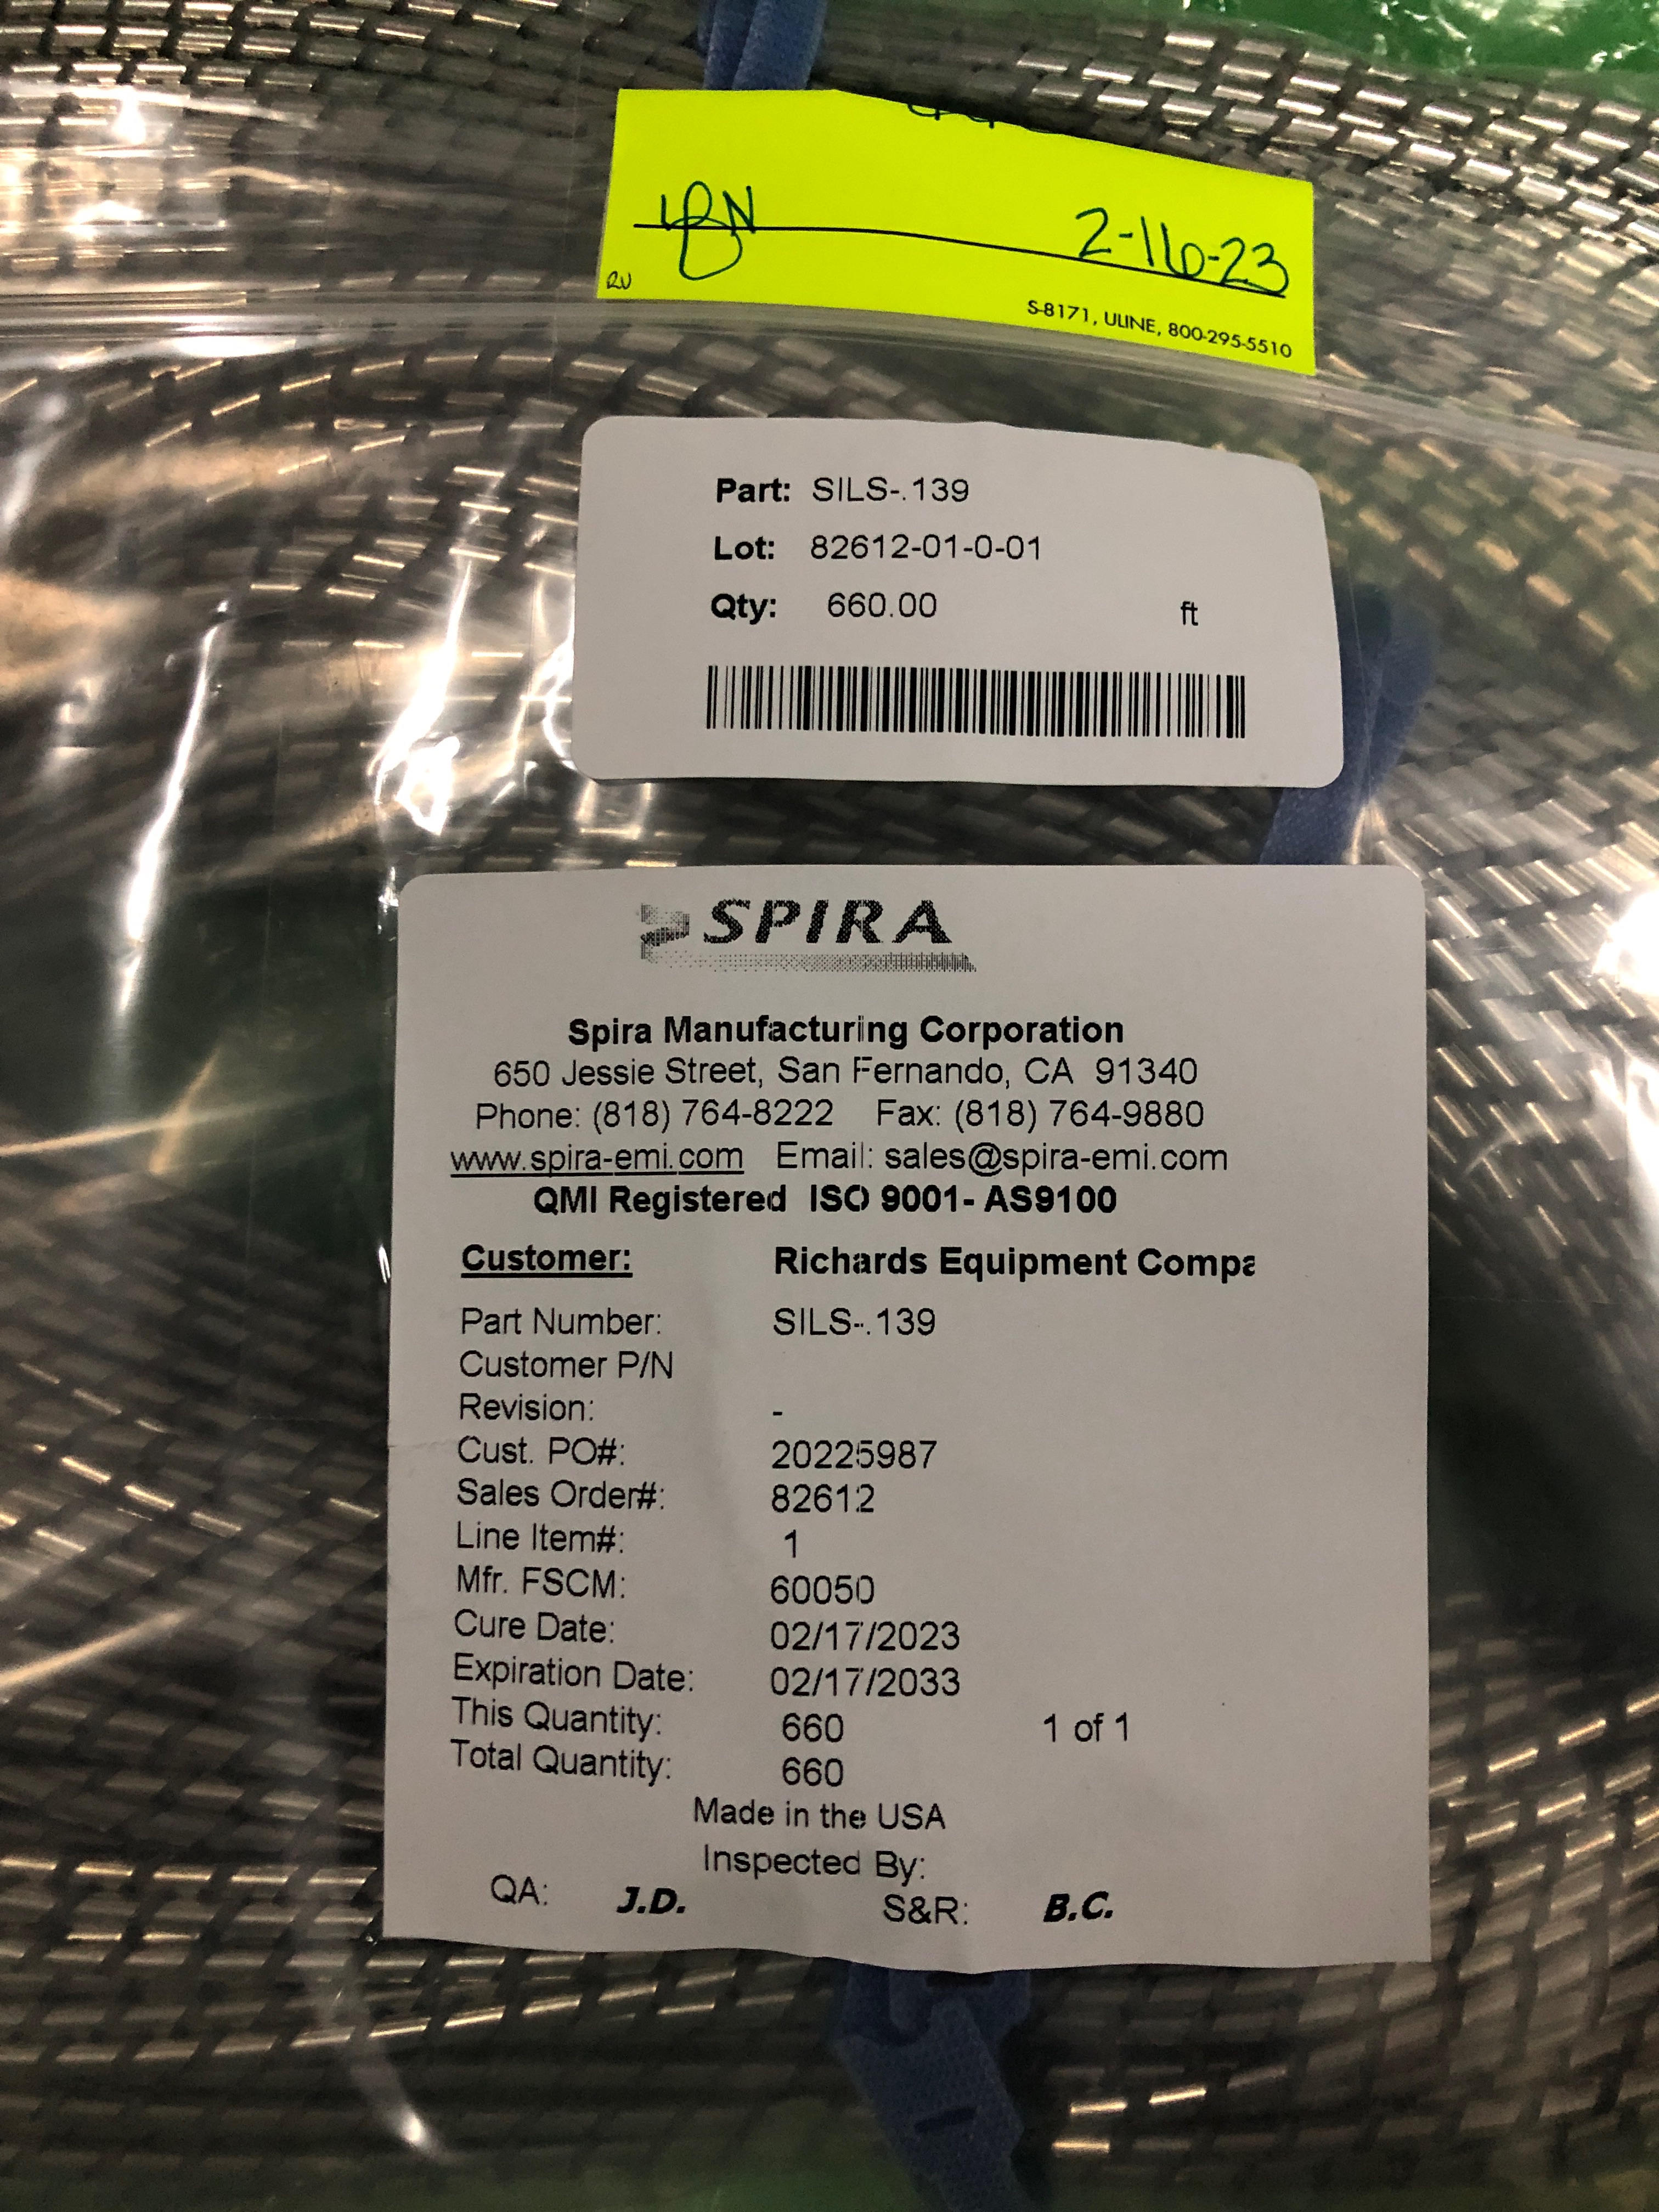 2-16-23
RU
S-8171, ULINE, 800-295-5510
Part: SILS-.139
Lot: 82612-01-0-01
Qty: 660.00 ft
SPIRA
Spira Manufacturing Corporation
650 Jessie Street, San Fernando, CA 91340
Phone: (818) 764-8222 Fax: (818) 764-9880
www.spira-emi.com Email: sales@spira-emi.com
QMI Registered ISO 9001- AS9100
Customer: Richards Equipment Compa
Part Number: SILS-.139
Customer P/N
Revision: -
Cust. PO#: 20225987
Sales Order#: 82612
Line Item#: 1
Mfr. FSCM: 60050
Cure Date: 02/17/2023
Expiration Date: 02/17/2033
This Quantity: 660 1 of 1
Total Quantity: 660
Made in the USA
Inspected By:
QA: J.D. S&R: B.C.